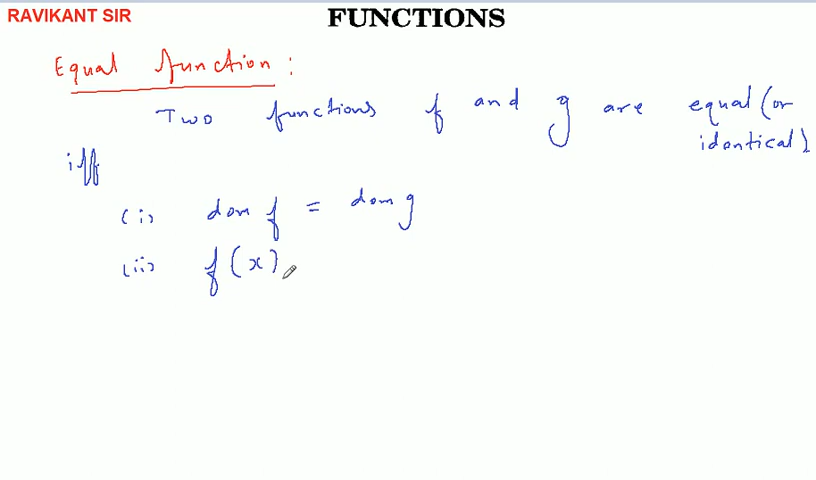 RAVIKANT SIR
FUNCTIONS
Equal function :
Two functions f and g are equal (or
identical)
iff
(i) dom f = dom g
(ii) f(x)